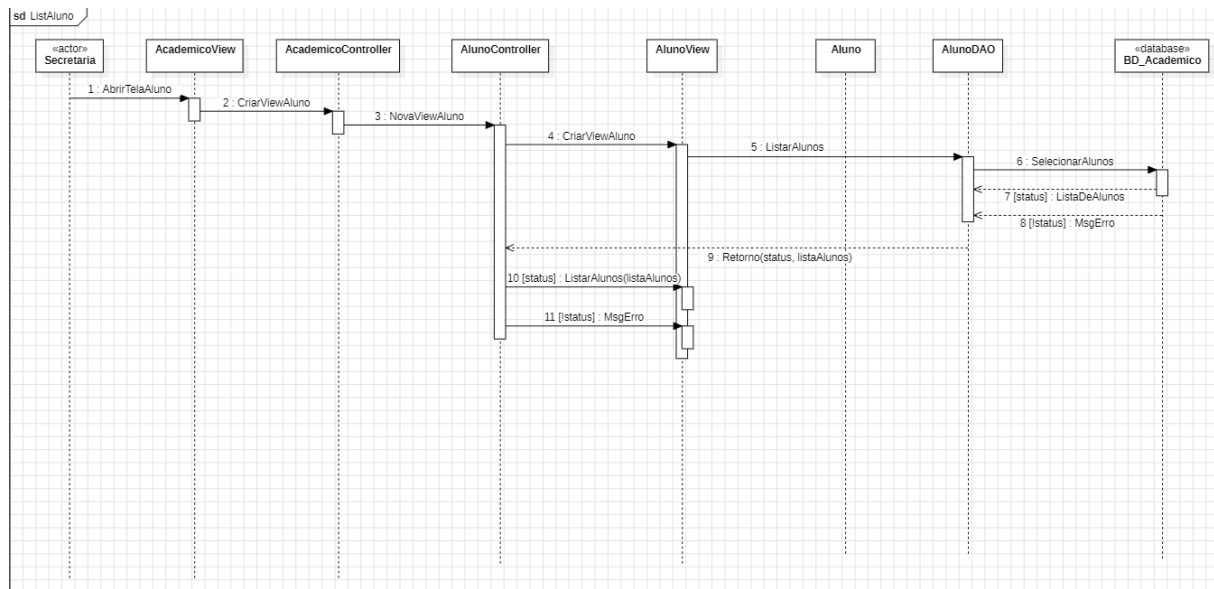 sd ListAluno
«actor»
Secretaria
AcademicoView
AcademicoController
AlunoController
AlunoView
Aluno
AlunoDAO
«database»
BD_Academico
1 : AbrirTelaAluno
2 : CriarViewAluno
3 : NovaViewAluno
4 : CriarViewAluno
5 : ListarAlunos
6 : SelecionarAlunos
7 [status] : ListaDeAlunos
8 [!status] : MsgErro
9 : Retorno(status, listaAlunos)
10 [status] : ListarAlunos(listaAlunos)
11 [!status] : MsgErro